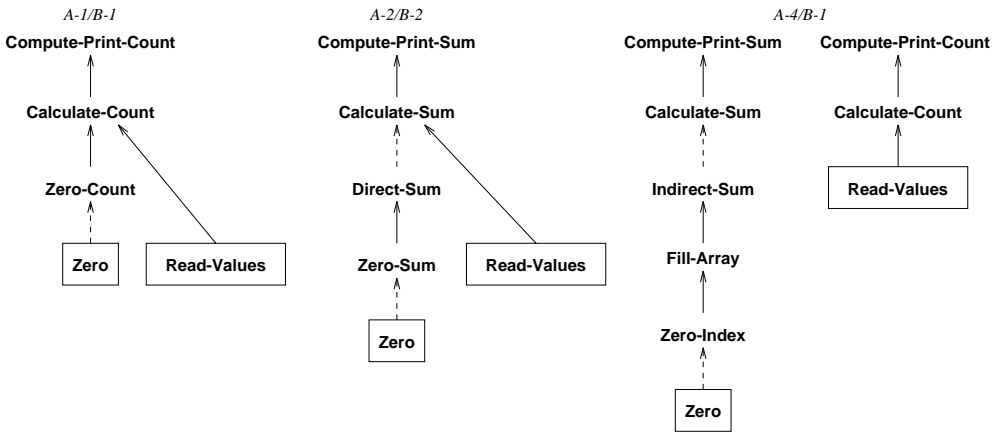 A-1/B-1
Compute-Print-Count
Calculate-Count
Zero-Count
Zero
Read-Values
A-2/B-2
Compute-Print-Sum
Calculate-Sum
Direct-Sum
Zero-Sum
Read-Values
Zero
A-4/B-1
Compute-Print-Sum
Compute-Print-Count
Calculate-Sum
Calculate-Count
Indirect-Sum
Read-Values
Fill-Array
Zero-Index
Zero